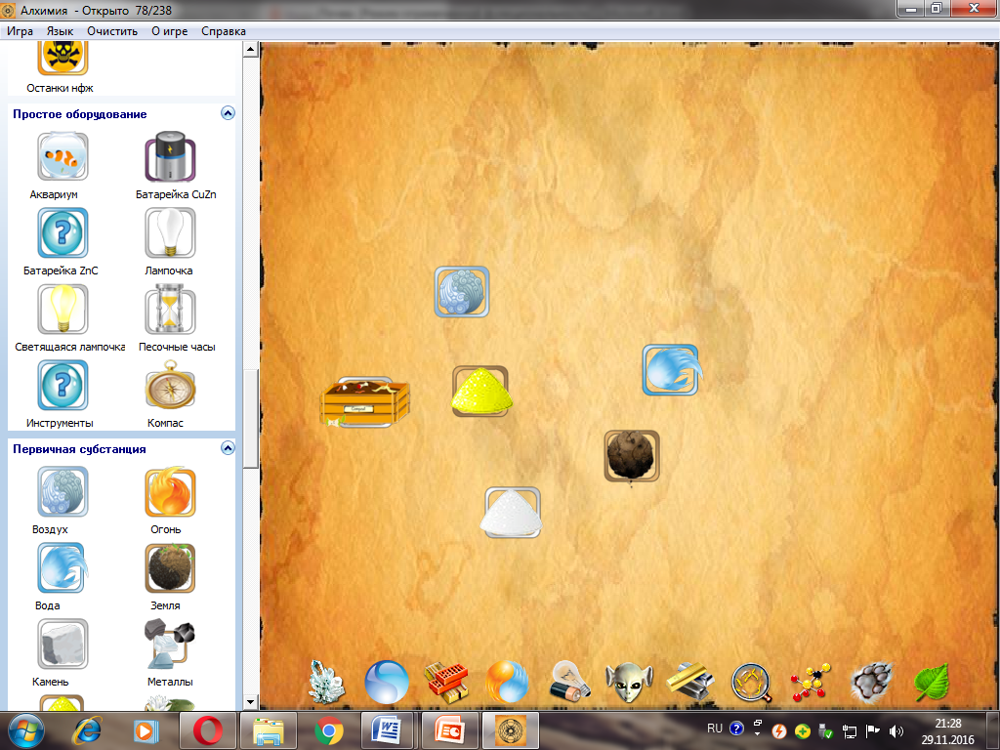 Алхимия - Открыто 78/238
Игра Язык Очистить О игре Справка
Останки нфж
Простое оборудование
Аквариум Батарейка CuZn
Батарейка ZnC Лампочка
Светящаяся лампочка Песочные часы
Инструменты Компас
Первичная субстанция
Воздух Огонь
Вода Земля
Камень Металлы
RU
21:28
29.11.2016